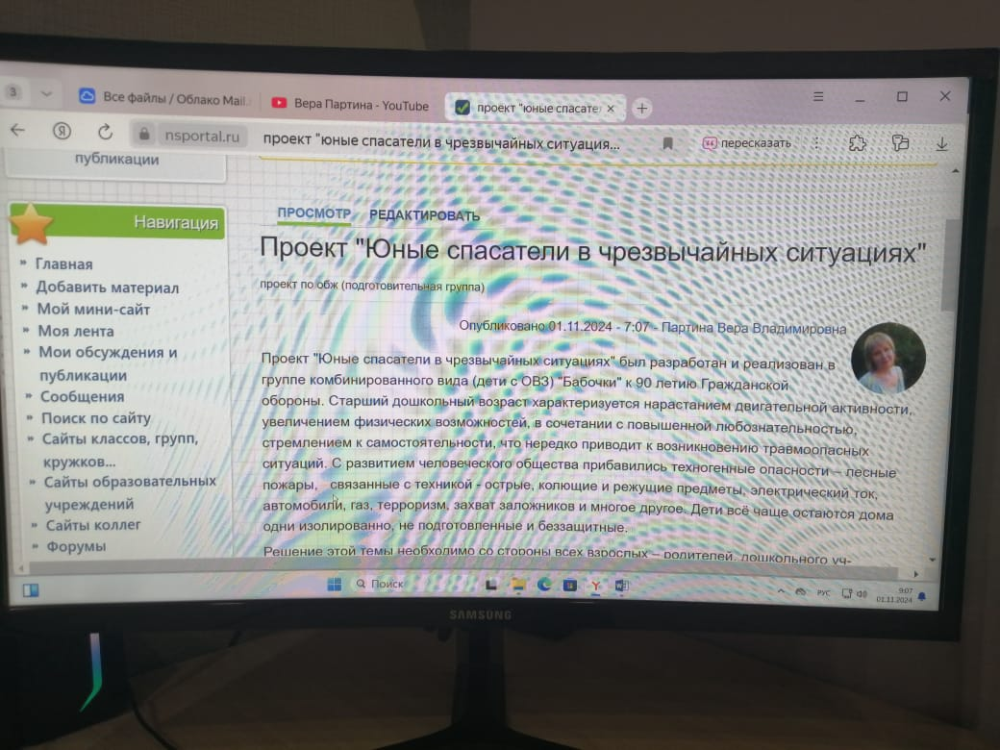 3
Все файлы / Облако Mail.
Вера Партина - YouTube
проект "юные спасател
nsportal.ru
проект "юные спасатели в чрезвычайных ситуация...
пересказать
публикации
Навигация
Главная
Добавить материал
Мой мини-сайт
Моя лента
Мои обсуждения и
публикации
Сообщения
Поиск по сайту
Сайты классов, групп,
кружков...
Сайты образовательных
учреждений
Сайты коллег
Форумы
ПРОСМОТР РЕДАКТИРОВАТЬ
Проект "Юные спасатели в чрезвычайных ситуациях"
проект по обж (подготовительная группа)
Опубликовано 01.11.2024 - 7:07 - Партина Вера Владимировна
Проект "Юные спасатели в чрезвычайных ситуациях" был разработан и реализован в
группе комбинированного вида (дети с ОВЗ) "Бабочки" к 90 летию Гражданской
обороны. Старший дошкольный возраст характеризуется нарастанием двигательной активности,
увеличением физических возможностей, в сочетании с повышенной любознательностью,
стремлением к самостоятельности, что нередко приводит к возникновению травмоопасных
ситуаций. С развитием человеческого общества прибавились техногенные опасности – лесные
пожары, связанные с техникой - острые, колющие и режущие предметы, электрический ток,
автомобили, газ, терроризм, захват заложников и многое другое. Дети всё чаще остаются дома
одни изолированно, не подготовленные и беззащитные.
Решение этой темы необходимо со стороны всех взрослых – родителей, дошкольного уч-
Поиск
РУС
9:07
01.11.2024
SAMSUNG